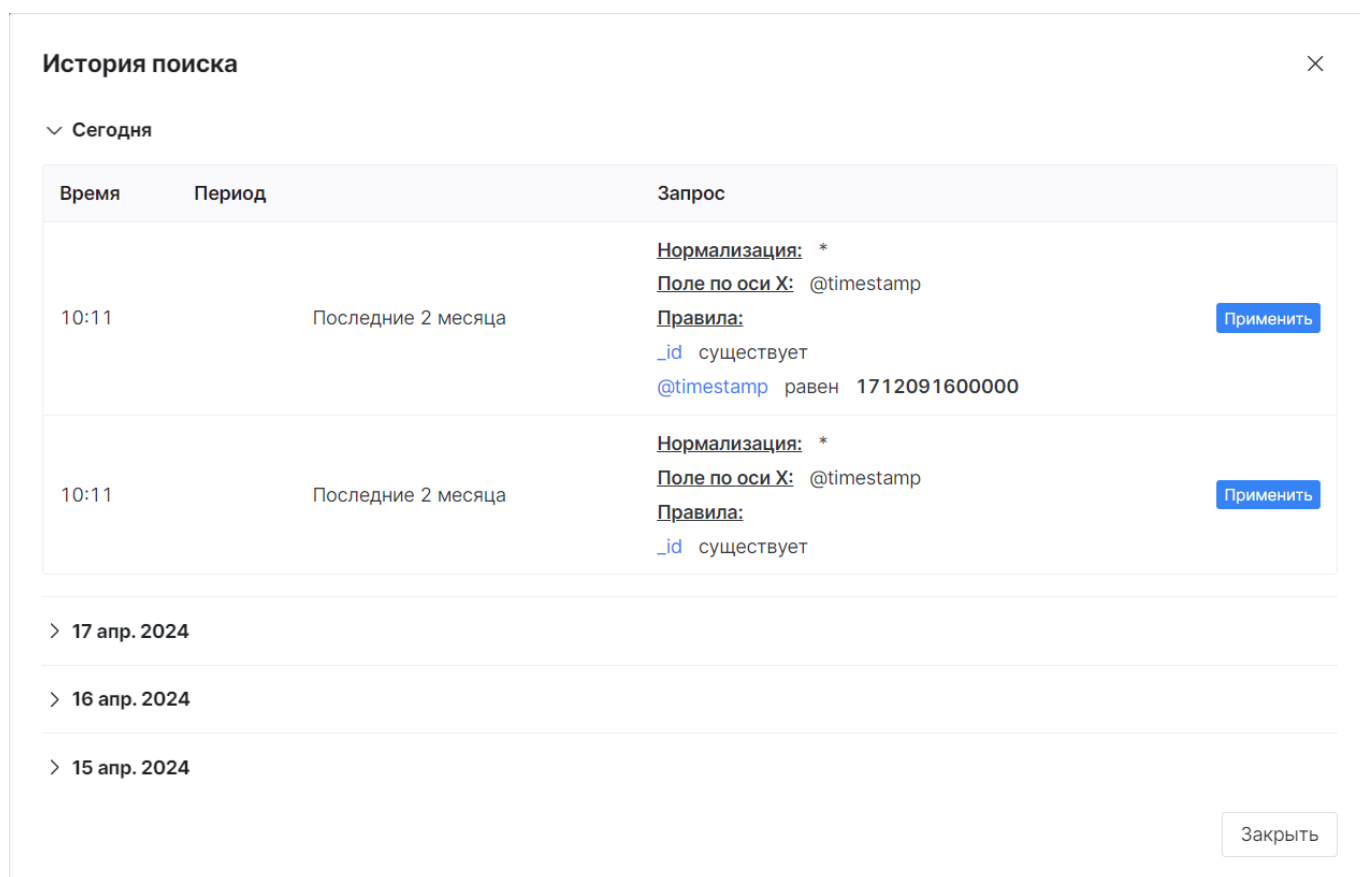 История поиска
Сегодня
Время Период Запрос
Нормализация: *
Поле по оси X: @timestamp
10:11 Последние 2 месяца Правила: Применить
_id существует
@timestamp равен 1712091600000
Нормализация: *
Поле по оси X: @timestamp
10:11 Последние 2 месяца Применить
Правила:
_id существует
17 апр. 2024
16 апр. 2024
15 апр. 2024
Закрыть